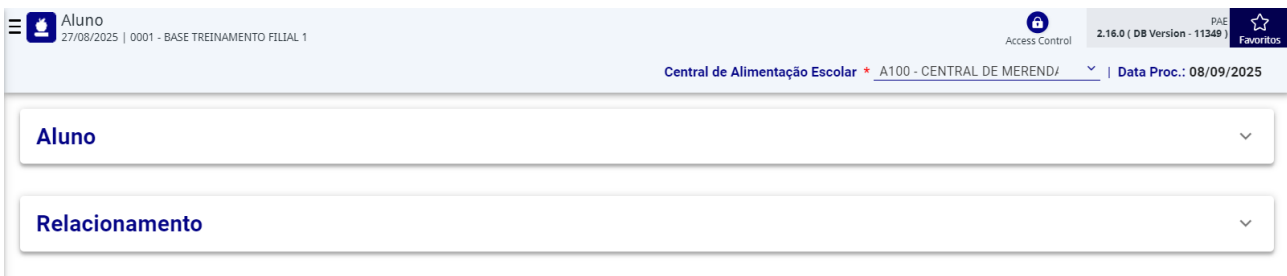 Aluno
27/08/2025 | 0001 - BASE TREINAMENTO FILIAL 1
Access Control
PAE
2.16.0 ( DB Version - 11349 )
Favoritos
Central de Alimentação Escolar * A100 - CENTRAL DE MERENDA | Data Proc.: 08/09/2025
Aluno
Relacionamento